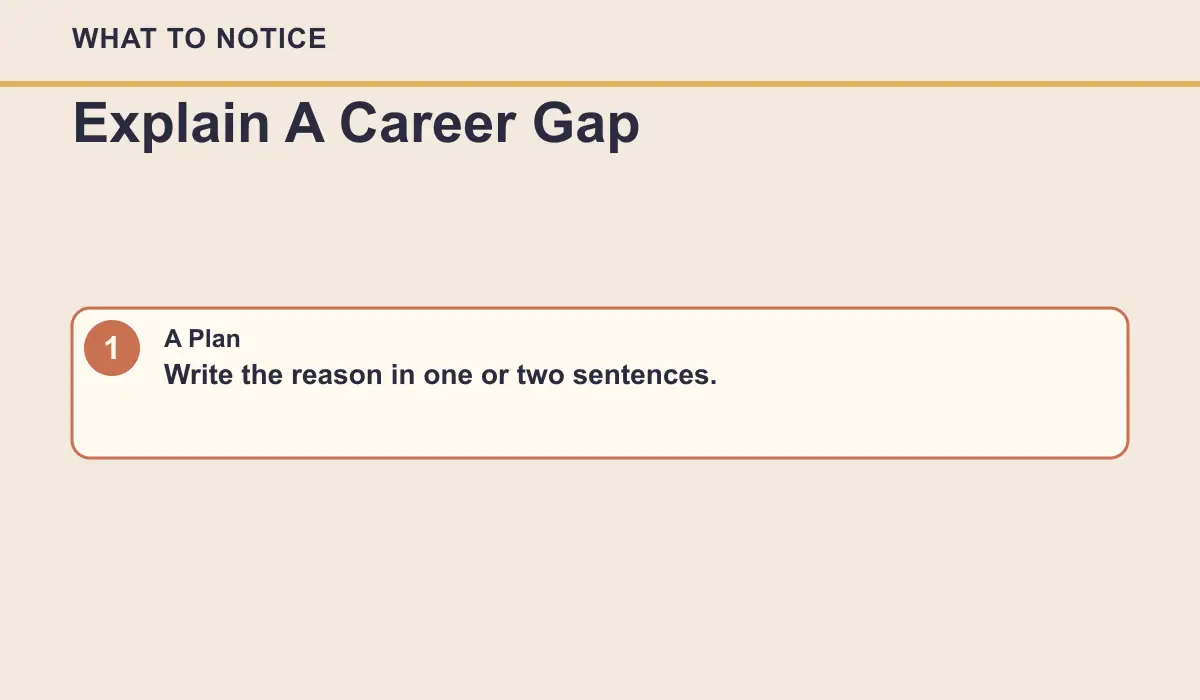 WHAT TO NOTICE
Explain A Career Gap
1
A Plan
Write the reason in one or two sentences.